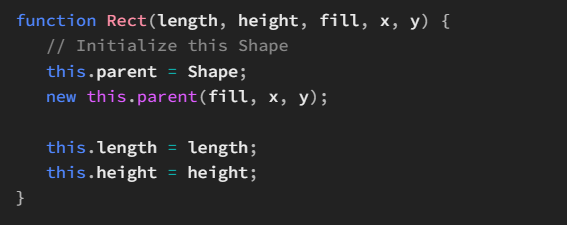 function Rect(length, height, fill, x, y) {
// Initialize this Shape
this.parent = Shape;
new this.parent(fill, x, y);
this.length = length;
this.height = height;
}